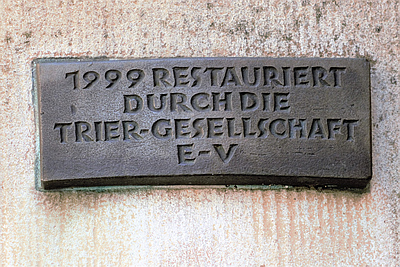 1999 RESTAURIERT
DURCH DIE
TRIER-GESELLSCHAFT
E-V